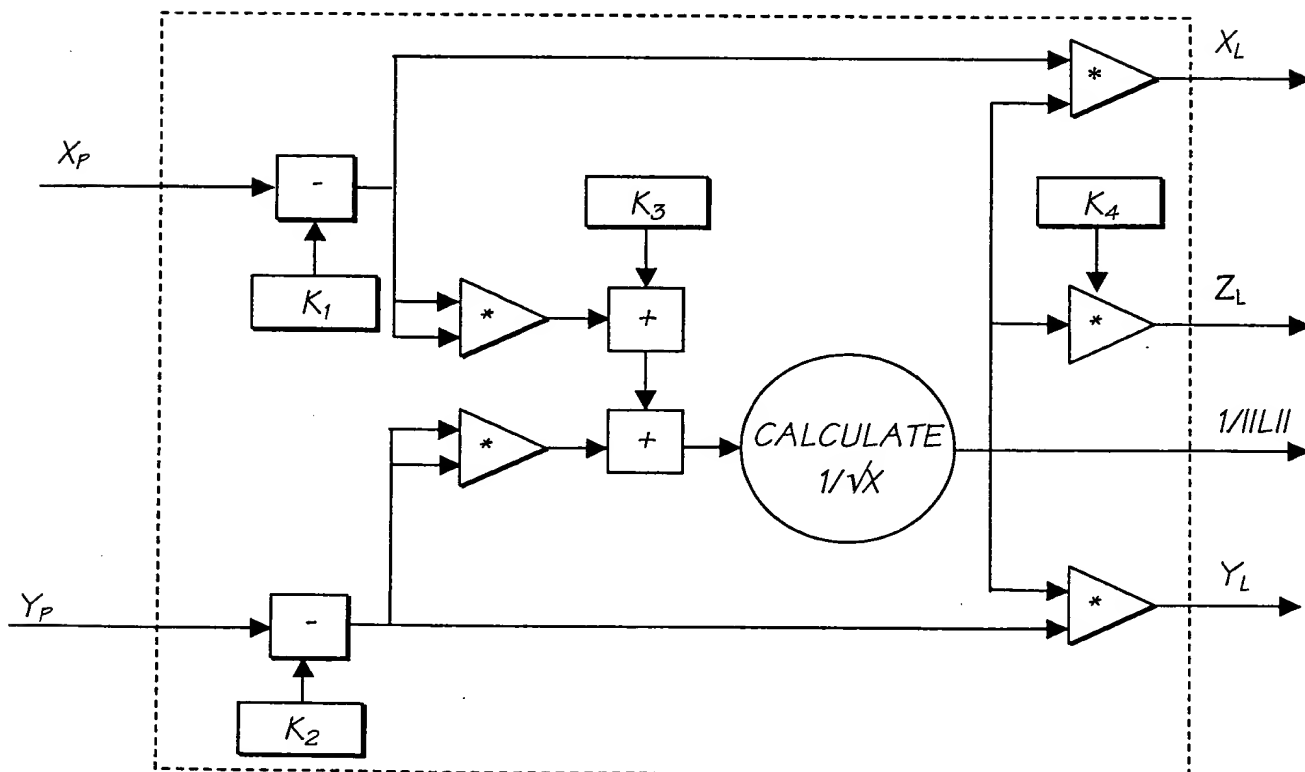 X_L
*
X_P
-
K_3
K_4
K_1
*
+
*
Z_L
*
+
CALCULATE
1/√X
1/||L||
Y_P
-
*
Y_L
K_2